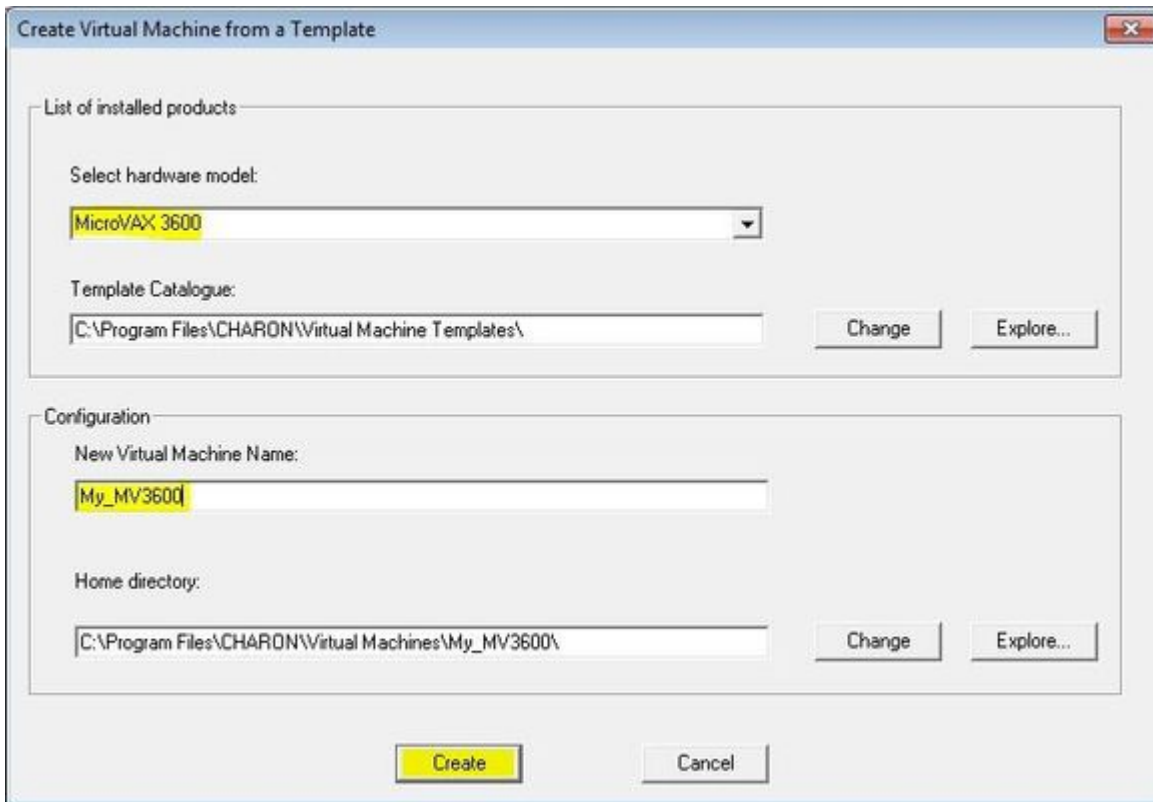 Create Virtual Machine from a Template
List of installed products
Select hardware model:
MicroVAX 3600
Template Catalogue:
C:\Program Files\CHARON\Virtual Machine Templates\
Change
Explore...
Configuration
New Virtual Machine Name:
My_MV3600
Home directory:
C:\Program Files\CHARON\Virtual Machines\My_MV3600\
Change
Explore...
Create
Cancel